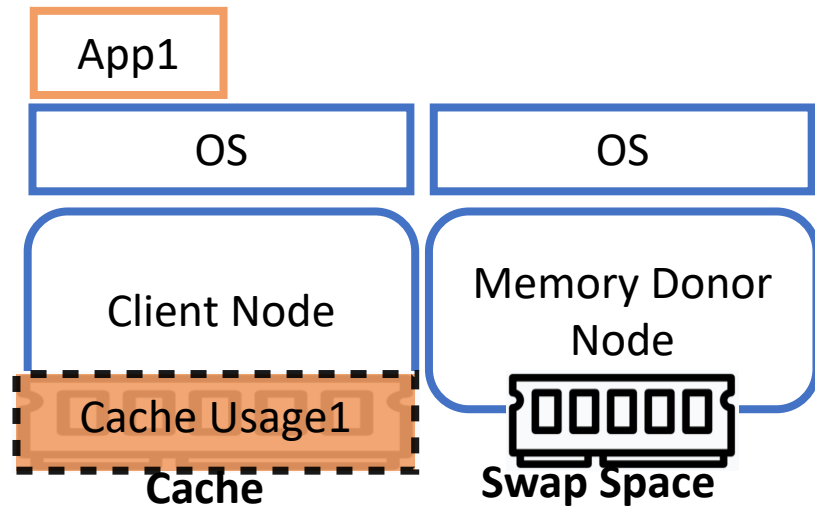 App1
OS
OS
Client Node
Memory Donor
Node
Cache Usage1
Cache
Swap Space